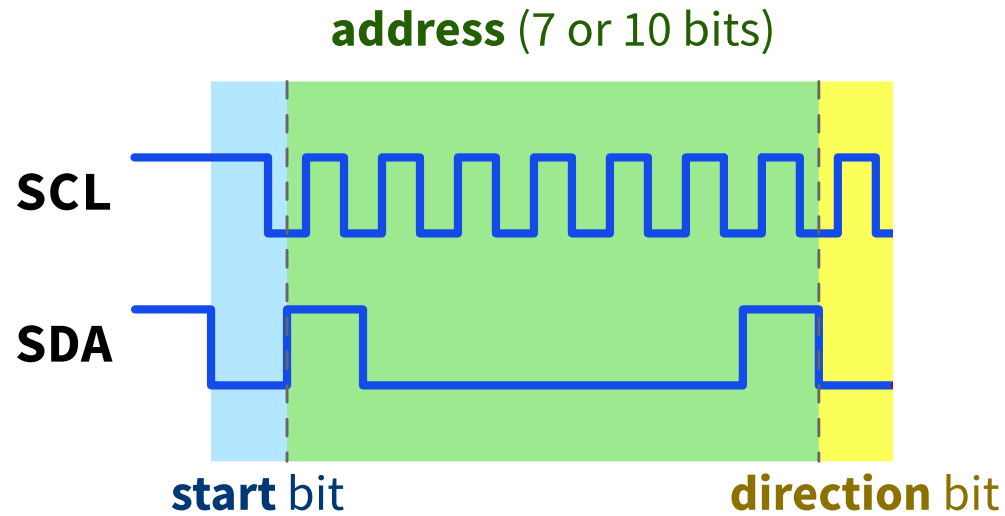 address (7 or 10 bits)
SCL
SDA
start bit
direction bit